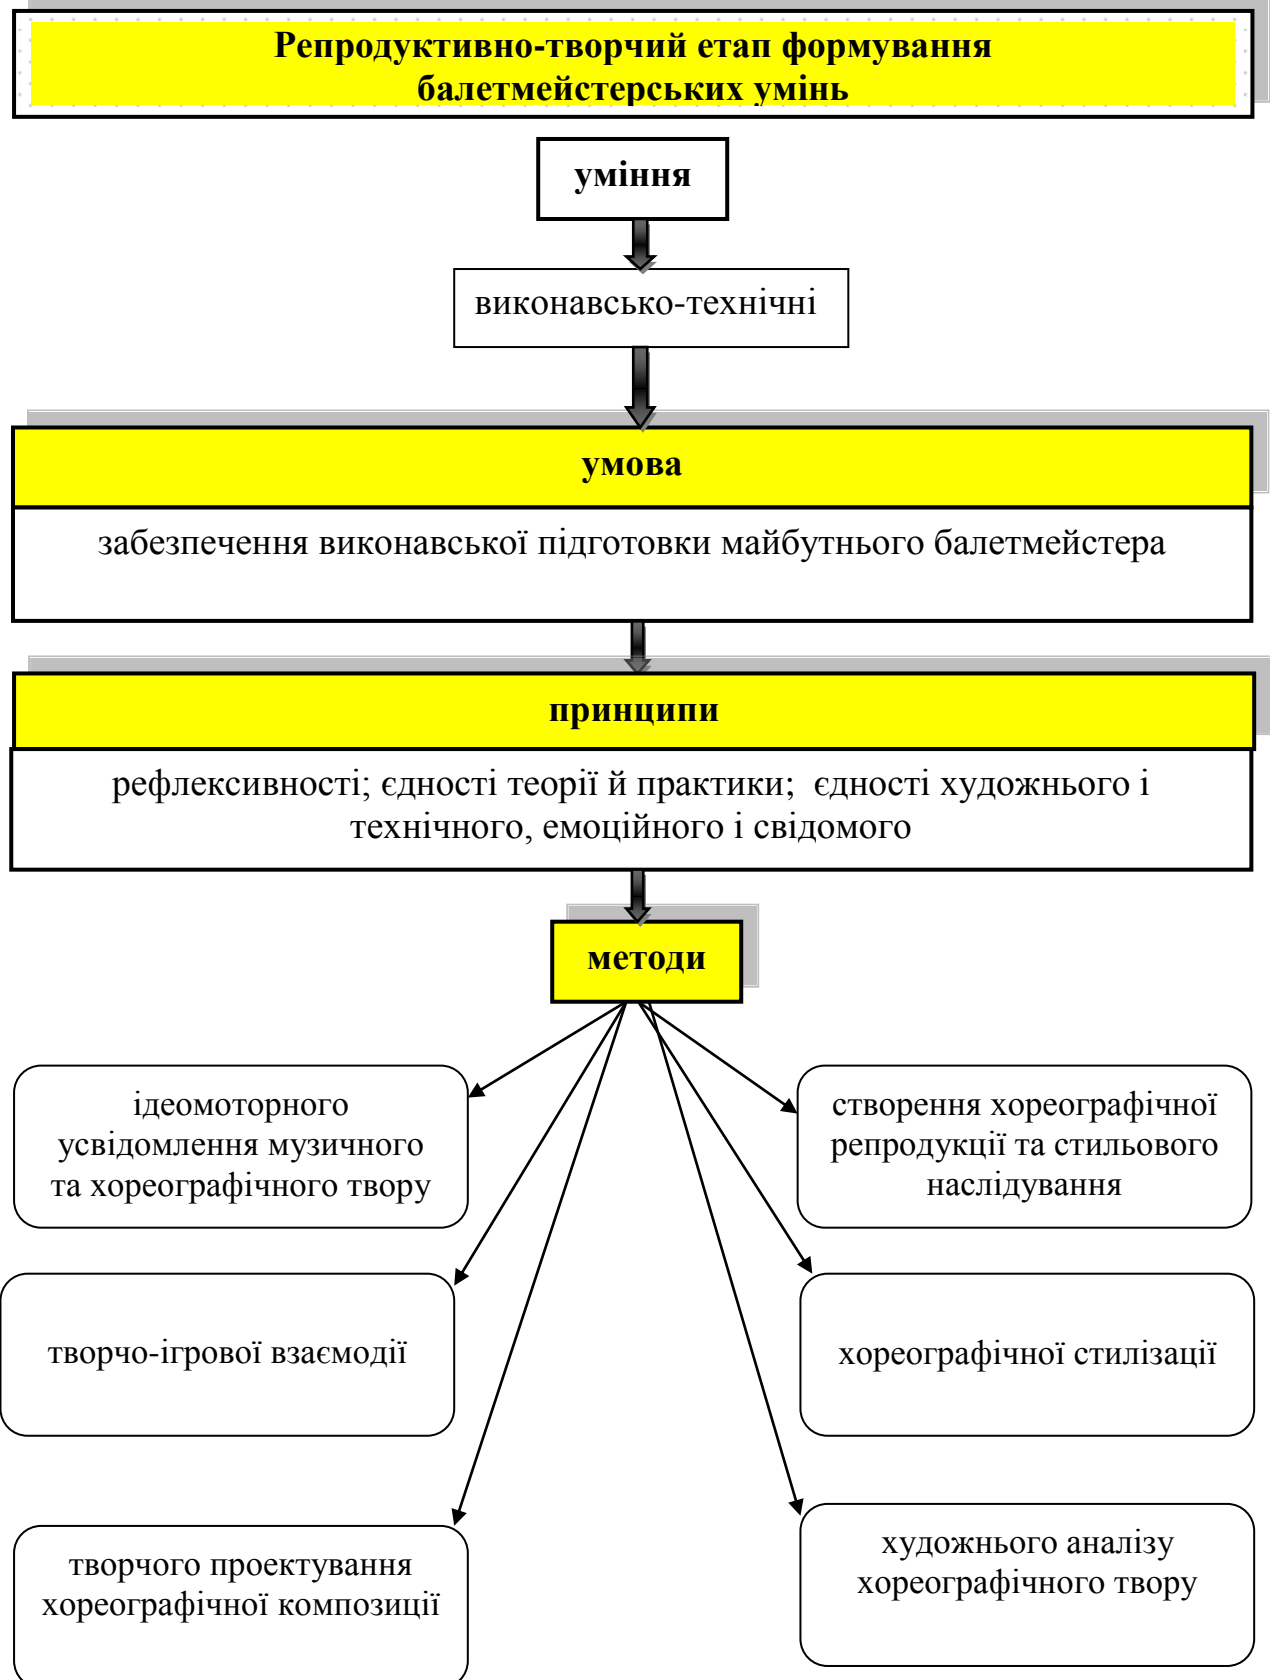 Репродуктивно-творчий етап формування
балетмейстерських умінь
уміння
виконавсько-технічні
умова
забезпечення виконавської підготовки майбутнього балетмейстера
принципи
рефлексивності; єдності теорії й практики; єдності художнього і
технічного, емоційного і свідомого
методи
ідеомоторного
усвідомлення музичного
та хореографічного твору
створення хореографічної
репродукції та стильового
наслідування
творчо-ігрової взаємодії
хореографічної стилізації
творчого проектування
хореографічної композиції
художнього аналізу
хореографічного твору